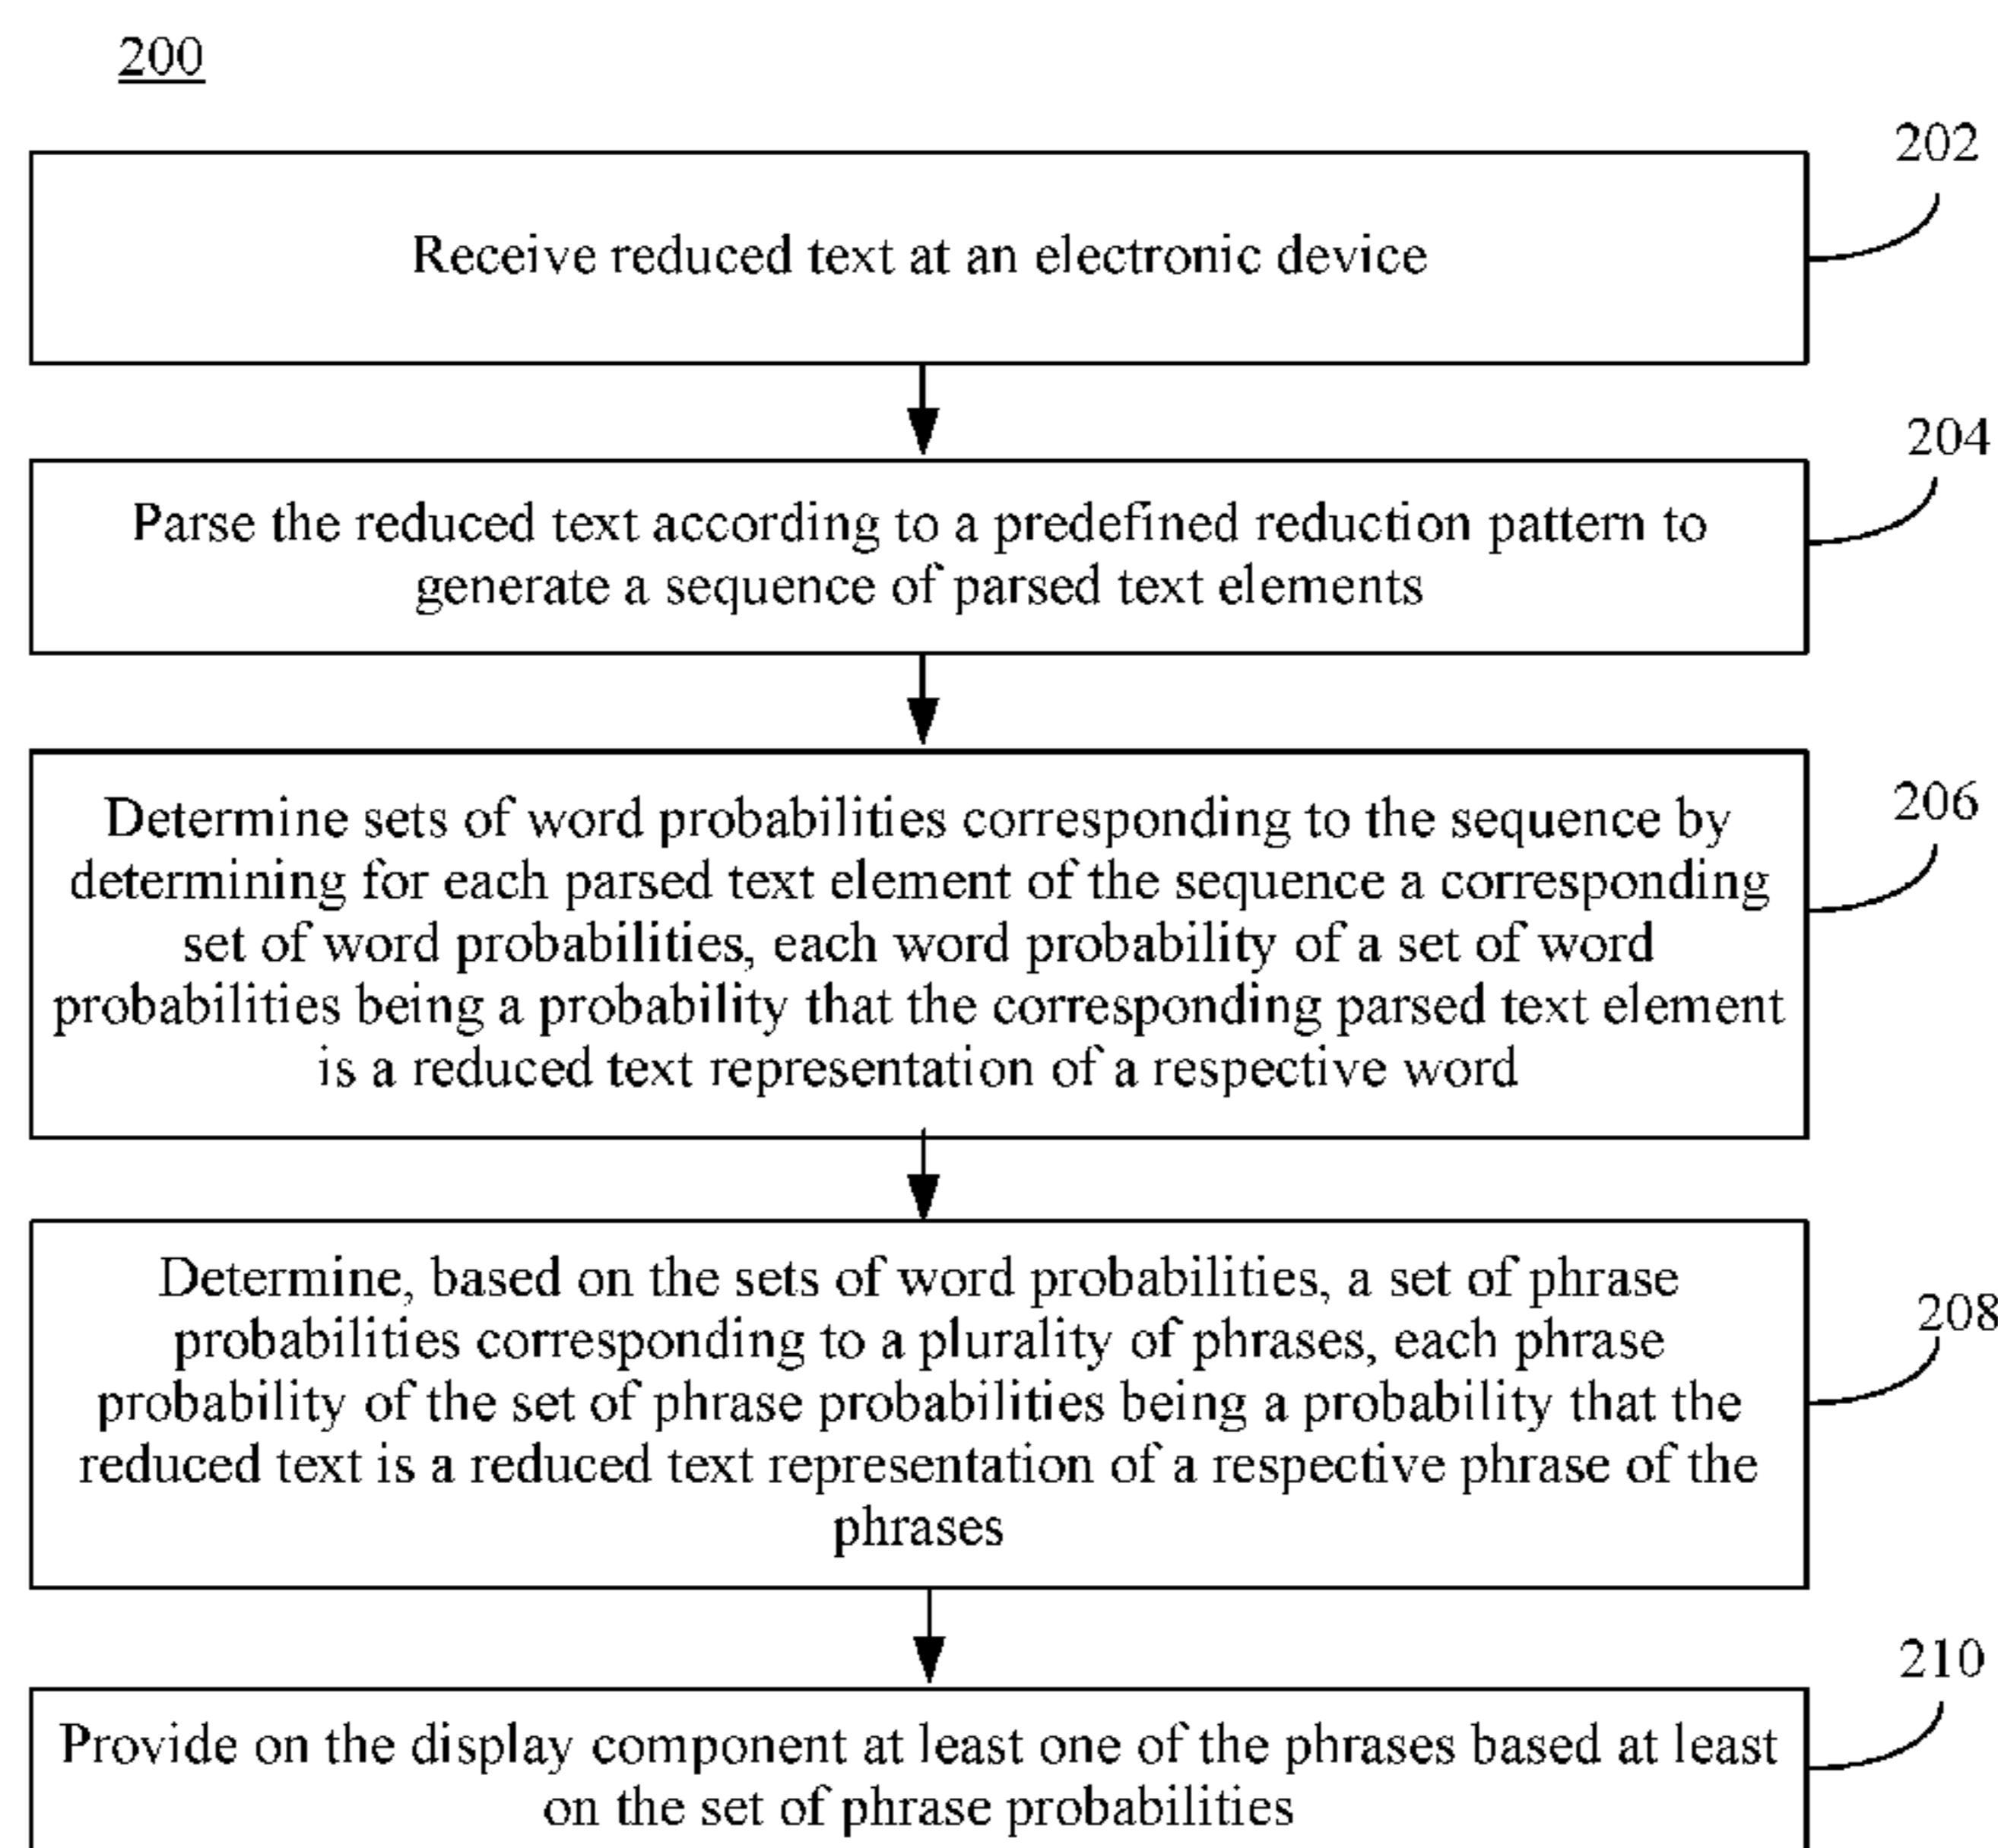 200
202
Receive reduced text at an electronic device
204
Parse the reduced text according to a predefined reduction pattern to
generate a sequence of parsed text elements
206
Determine sets of word probabilities corresponding to the sequence by
determining for each parsed text element of the sequence a corresponding
set of word probabilities, each word probability of a set of word
probabilities being a probability that the corresponding parsed text element
is a reduced text representation of a respective word
208
Determine, based on the sets of word probabilities, a set of phrase
probabilities corresponding to a plurality of phrases, each phrase
probability of the set of phrase probabilities being a probability that the
reduced text is a reduced text representation of a respective phrase of the
phrases
210
Provide on the display component at least one of the phrases based at least
on the set of phrase probabilities